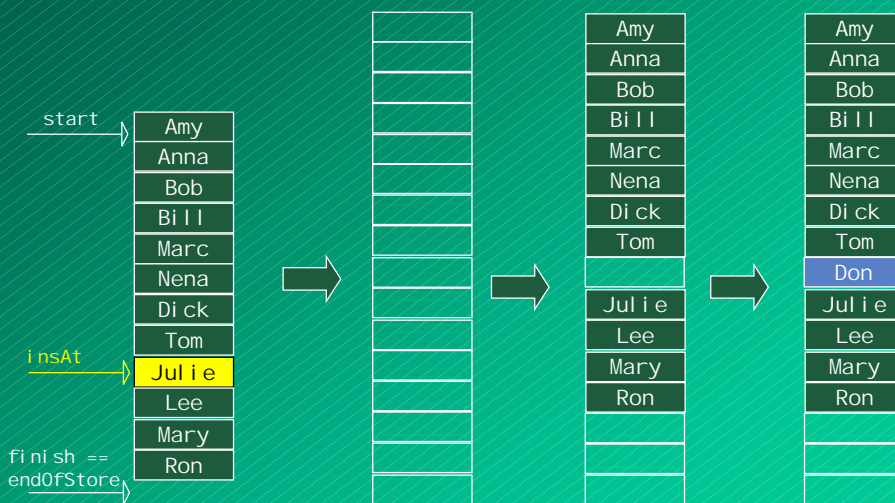 start
Amy
Anna
Bob
Bill
Marc
Nena
Dick
Tom
insAt
Julie
Lee
Mary
Ron
finish ==
endOfStore
Amy
Anna
Bob
Bill
Marc
Nena
Dick
Tom
Julie
Lee
Mary
Ron
Amy
Anna
Bob
Bill
Marc
Nena
Dick
Tom
Don
Julie
Lee
Mary
Ron